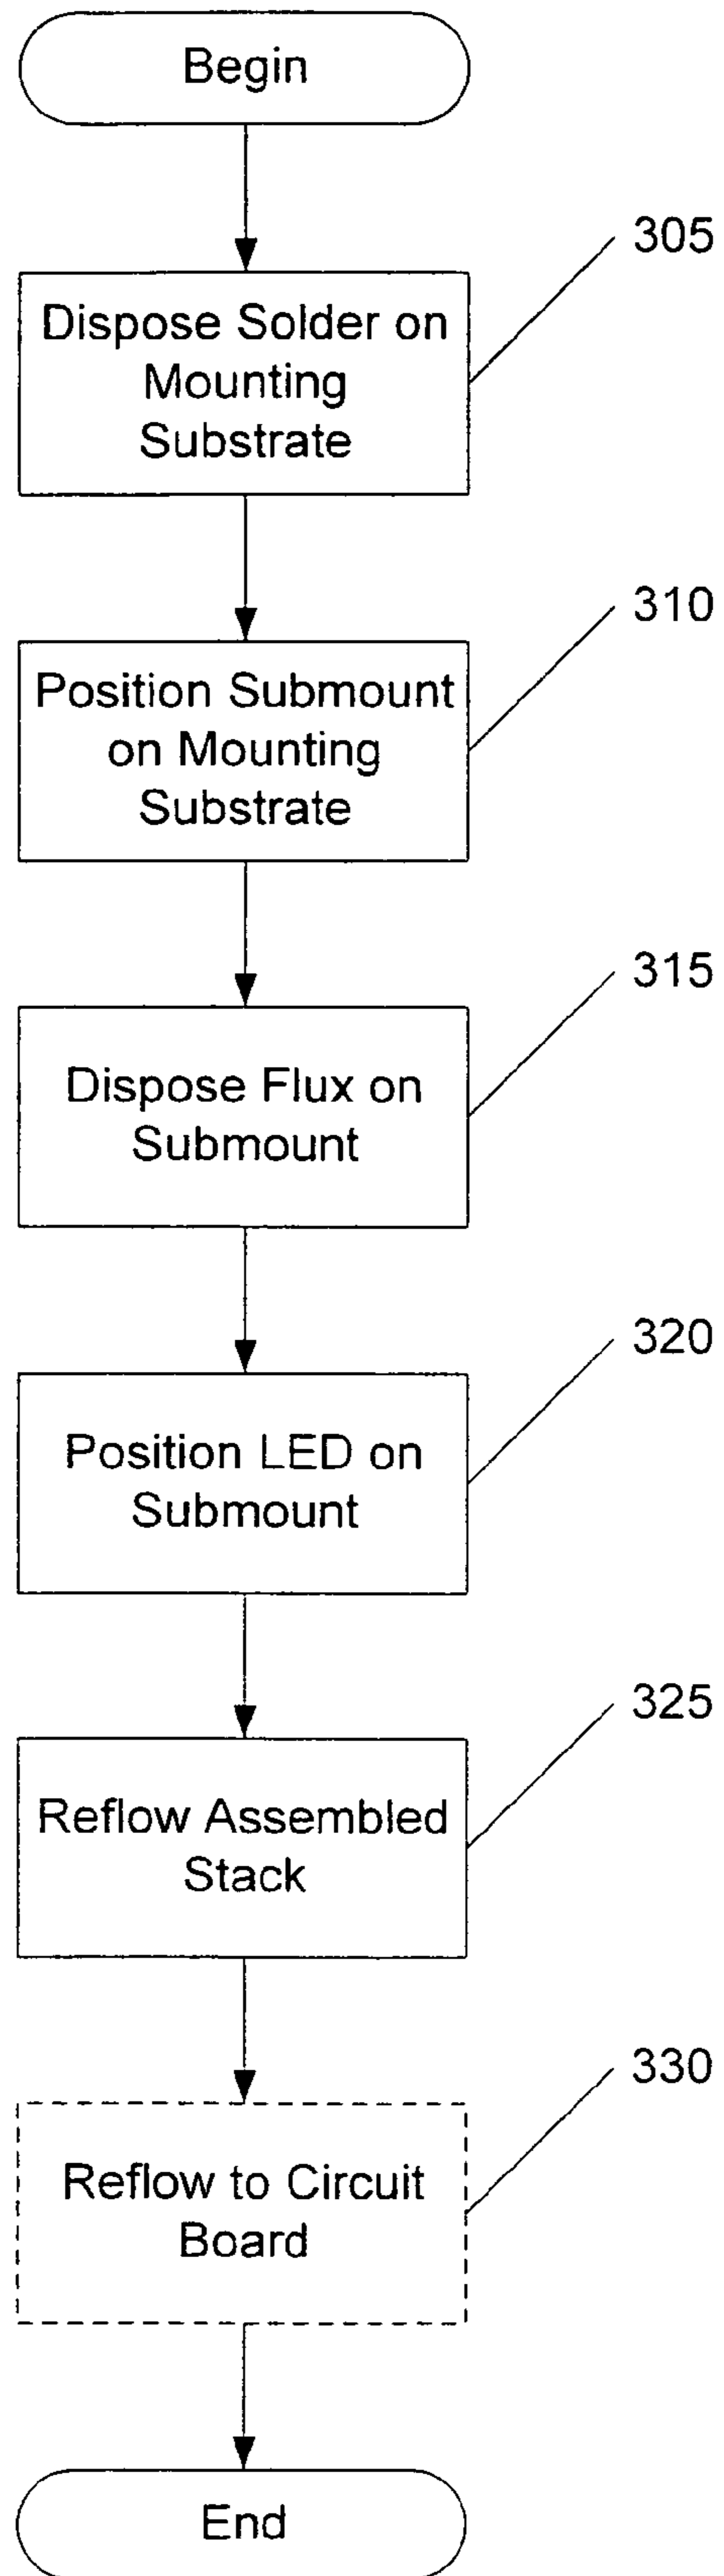 Begin
305
Dispose Solder on
Mounting
Substrate
310
Position Submount
on Mounting
Substrate
315
Dispose Flux on
Submount
320
Position LED on
Submount
325
Reflow Assembled
Stack
330
Reflow to Circuit
Board
End